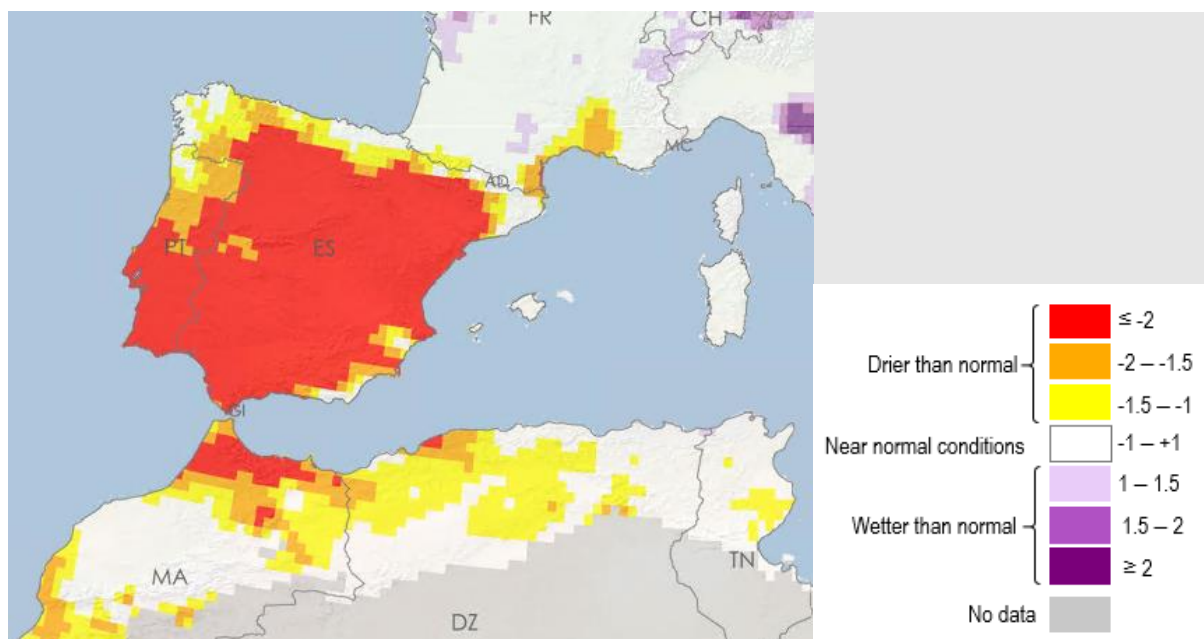 FR
CH
MC
AD
PT
ES
GI
MA
DZ
TN
Drier than normal
≤ -2
-2 – -1.5
-1.5 – -1
Near normal conditions
-1 – +1
Wetter than normal
1 – 1.5
1.5 – 2
≥ 2
No data